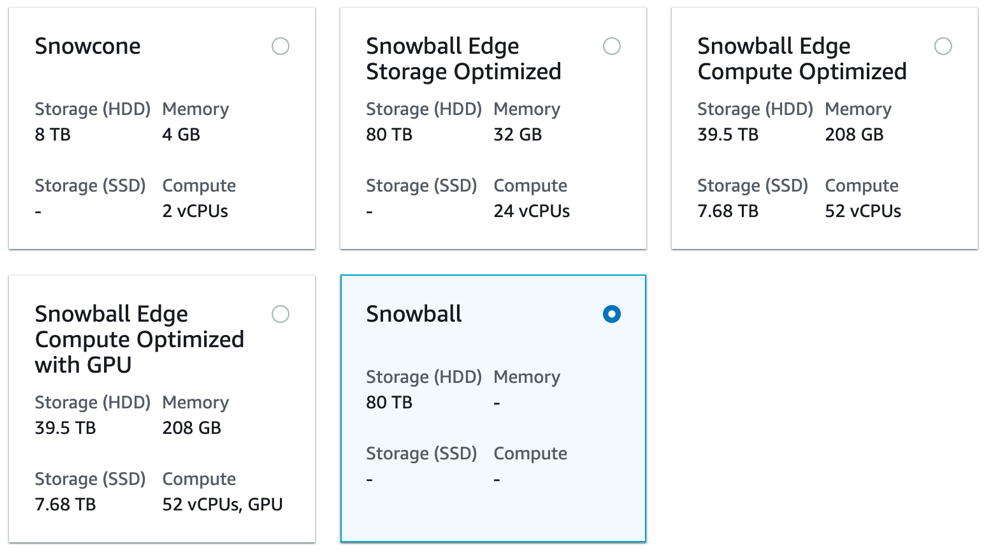 Snowcone
Storage (HDD) Memory
8 TB 4 GB
Storage (SSD) Compute
- 2 vCPUs
Snowball Edge
Storage Optimized
Storage (HDD) Memory
80 TB 32 GB
Storage (SSD) Compute
- 24 vCPUs
Snowball Edge
Compute Optimized
Storage (HDD) Memory
39.5 TB 208 GB
Storage (SSD) Compute
7.68 TB 52 vCPUs
Snowball Edge
Compute Optimized
with GPU
Storage (HDD) Memory
39.5 TB 208 GB
Storage (SSD) Compute
7.68 TB 52 vCPUs, GPU
Snowball
Storage (HDD) Memory
80 TB -
Storage (SSD) Compute
- -